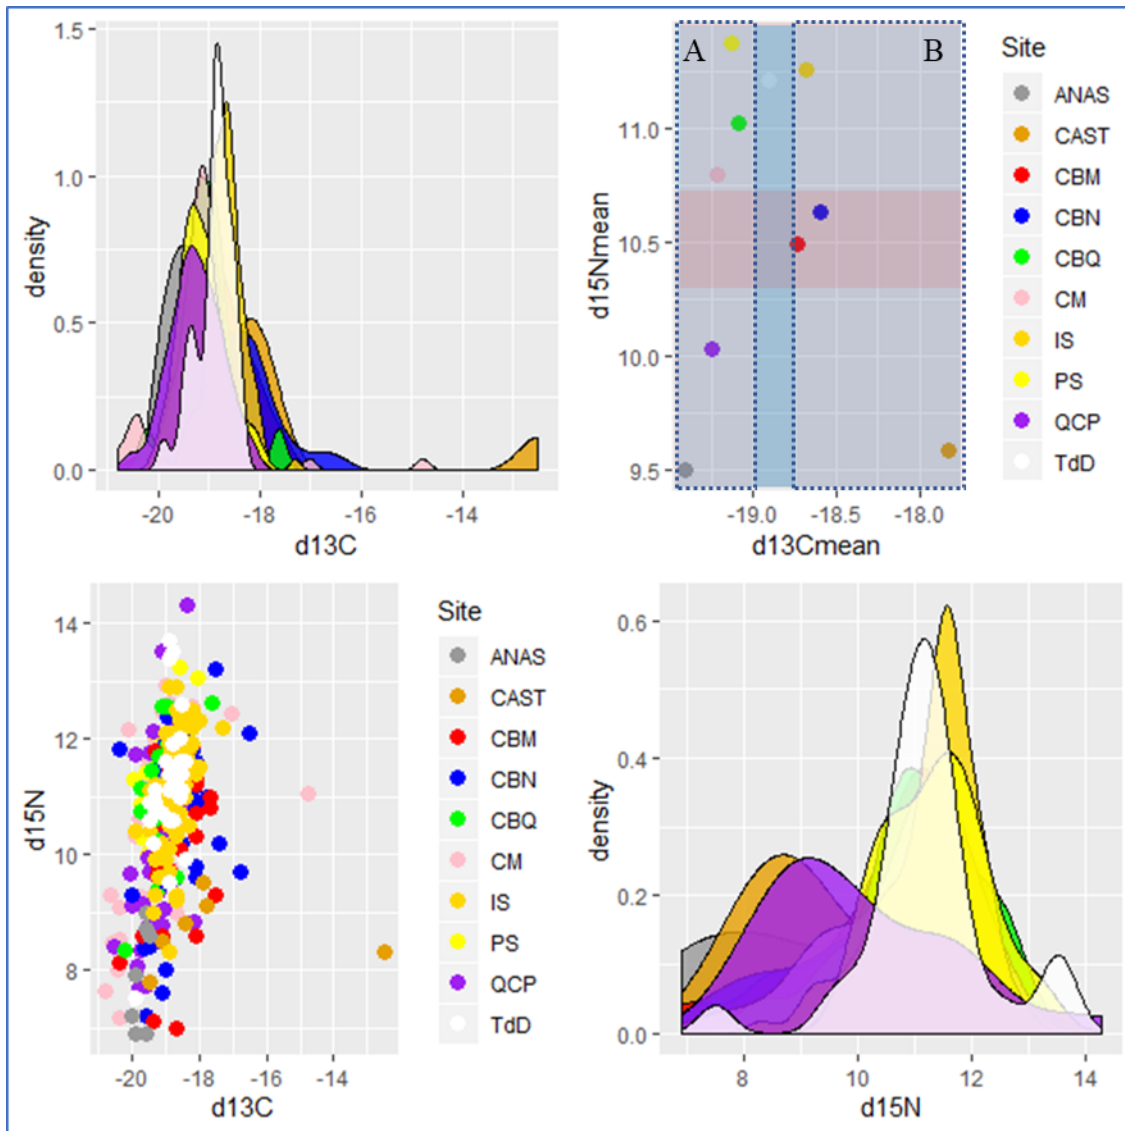 1.5
1.0
0.5
0.0
density
-20
-18
-16
-14
d13C
A
B
11.0
10.5
10.0
9.5
d15Nmean
-19.0
-18.5
-18.0
d13Cmean
Site
ANAS
CAST
CBM
CBN
CBQ
CM
IS
PS
QCP
TdD
14
12
10
8
d15N
-20
-18
-16
-14
d13C
Site
ANAS
CAST
CBM
CBN
CBQ
CM
IS
PS
QCP
TdD
0.6
0.4
0.2
0.0
density
8
10
12
14
d15N